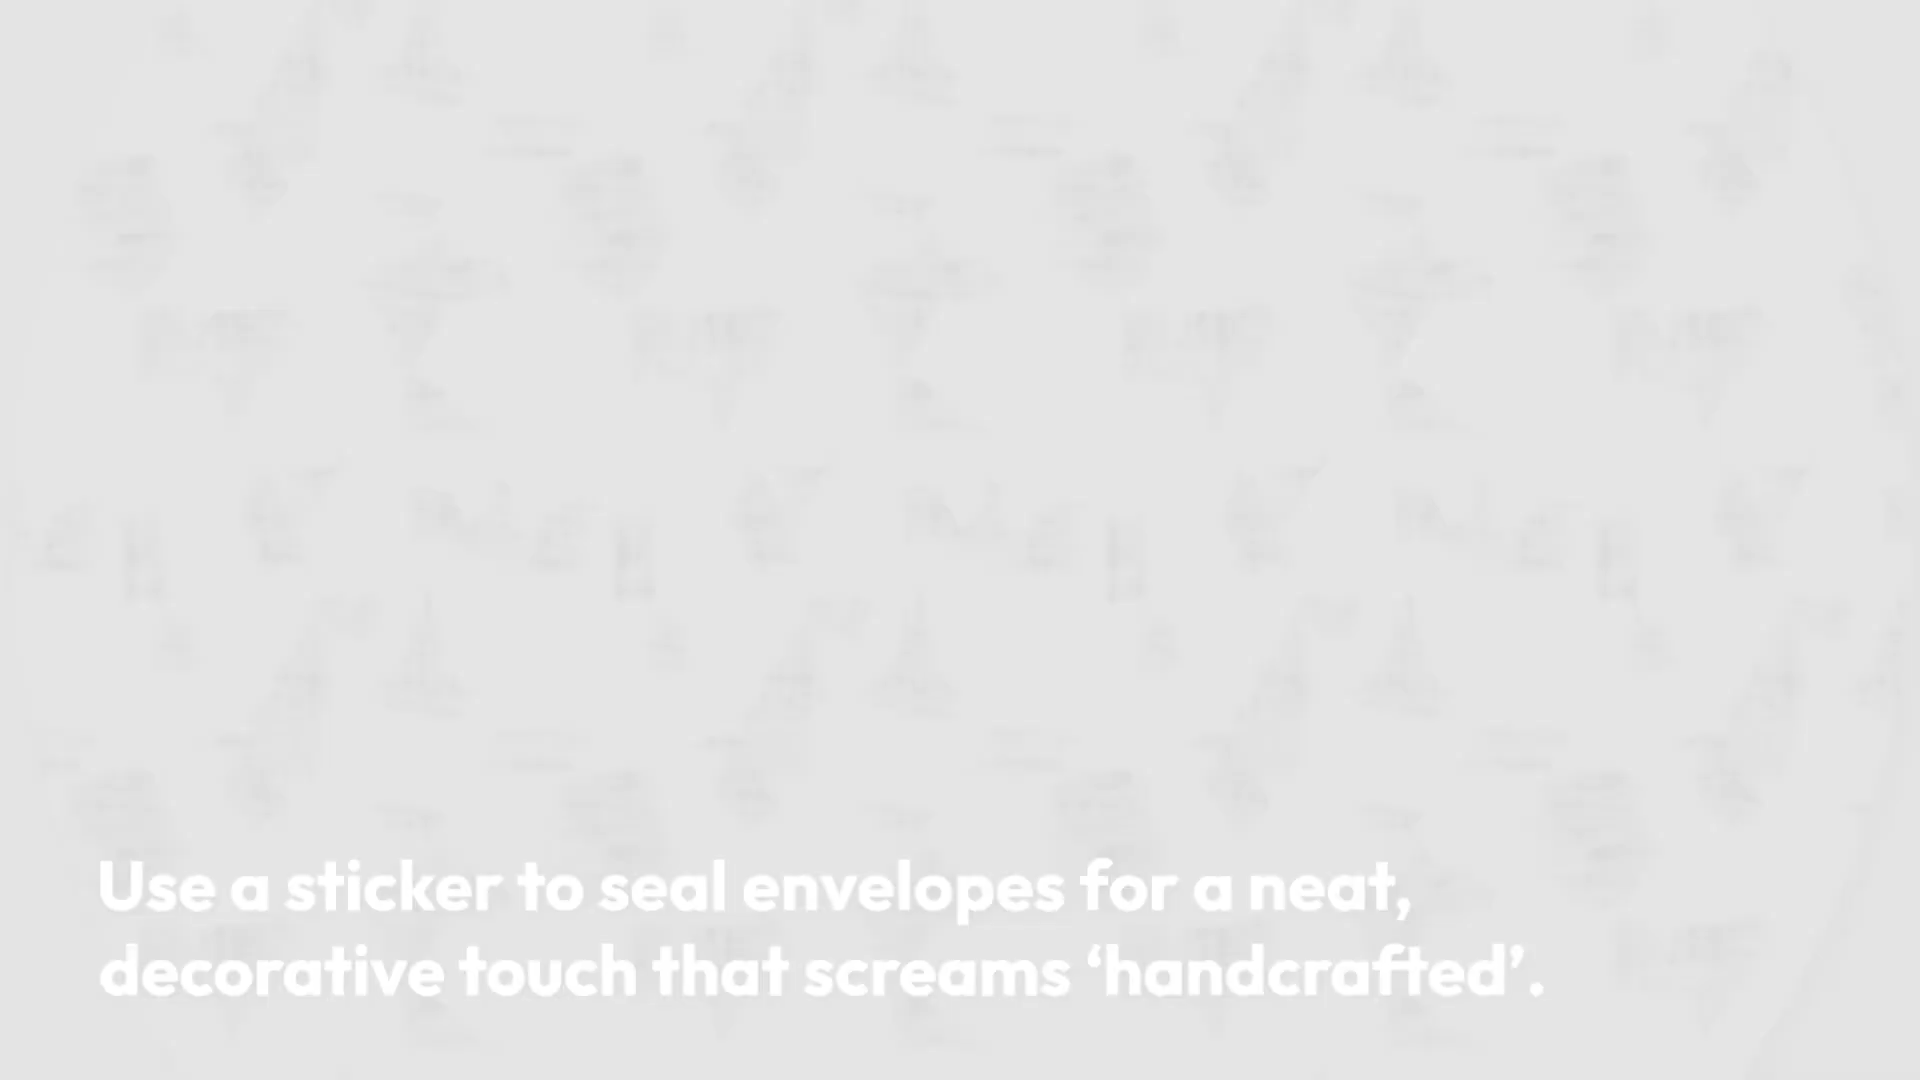 Use a sticker to seal envelopes for a neat,
decorative touch that screams ‘handcrafted’.